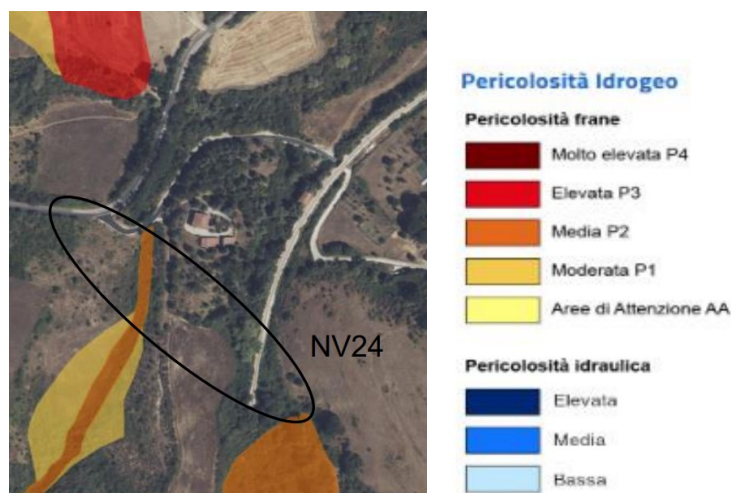 NV24
Pericolosità Idrogeo
Pericolosità frane
Molto elevata P4
Elevata P3
Media P2
Moderata P1
Aree di Attenzione AA
Pericolosità idraulica
Elevata
Media
Bassa